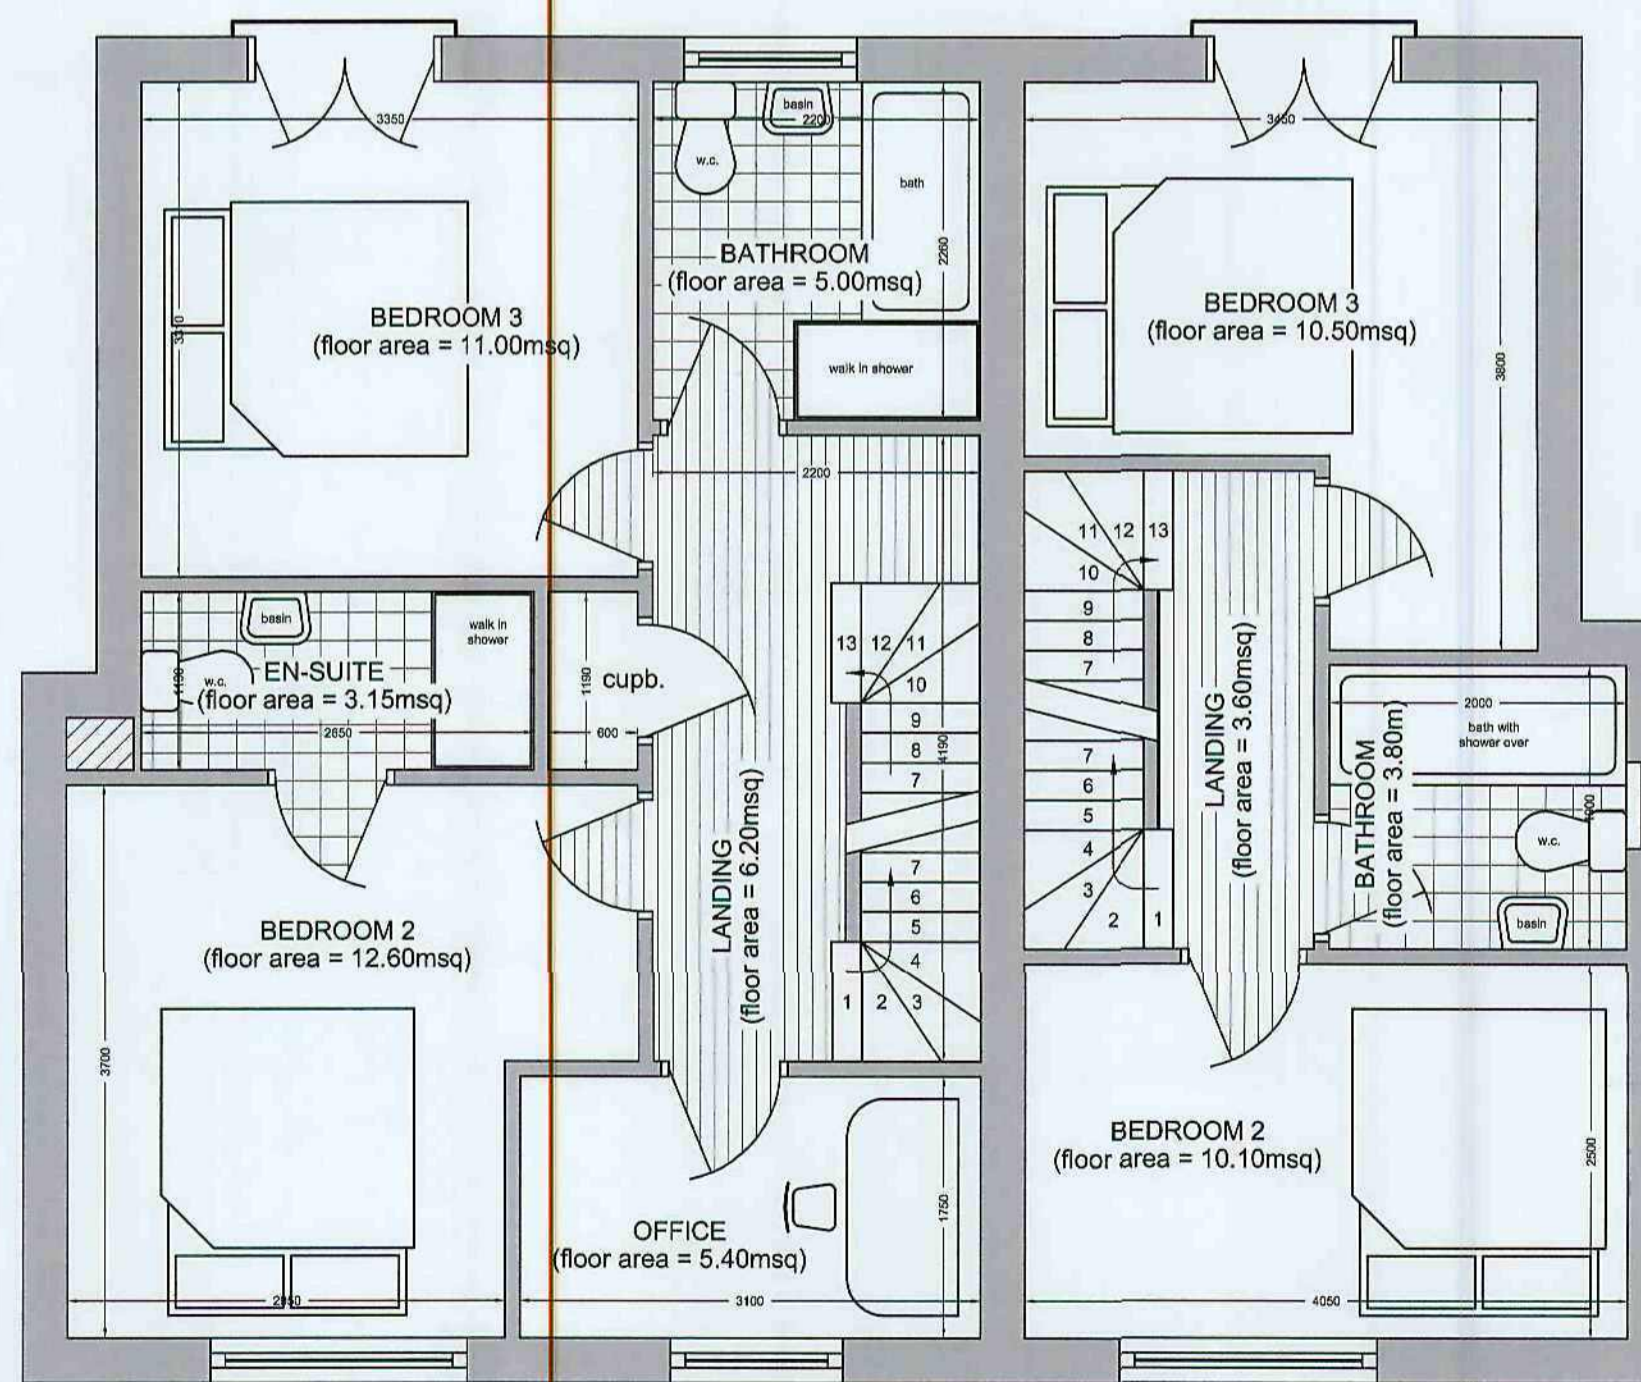 3350
3310
BEDROOM 3
(floor area = 11.00msq)
basin
2200
w.c.
bath
2260
BATHROOM
(floor area = 5.00msq)
walk in shower
3450
BEDROOM 3
(floor area = 10.50msq)
3800
2200
basin
walk in
shower
1190
w.c.
EN-SUITE
(floor area = 3.15msq)
2650
1190
cupb.
600
13
12
11
10
9
8
7
4190
7
6
5
4
3
2
1
LANDING
(floor area = 6.20msq)
11
12
13
10
9
8
7
7
6
5
4
3
2
1
LANDING
(floor area = 3.60msq)
2000
bath with
shower over
BATHROOM
(floor area = 3.80m)
w.c.
basin
BEDROOM 2
(floor area = 12.60msq)
3700
2950
OFFICE
(floor area = 5.40msq)
1750
3100
BEDROOM 2
(floor area = 10.10msq)
2500
4050